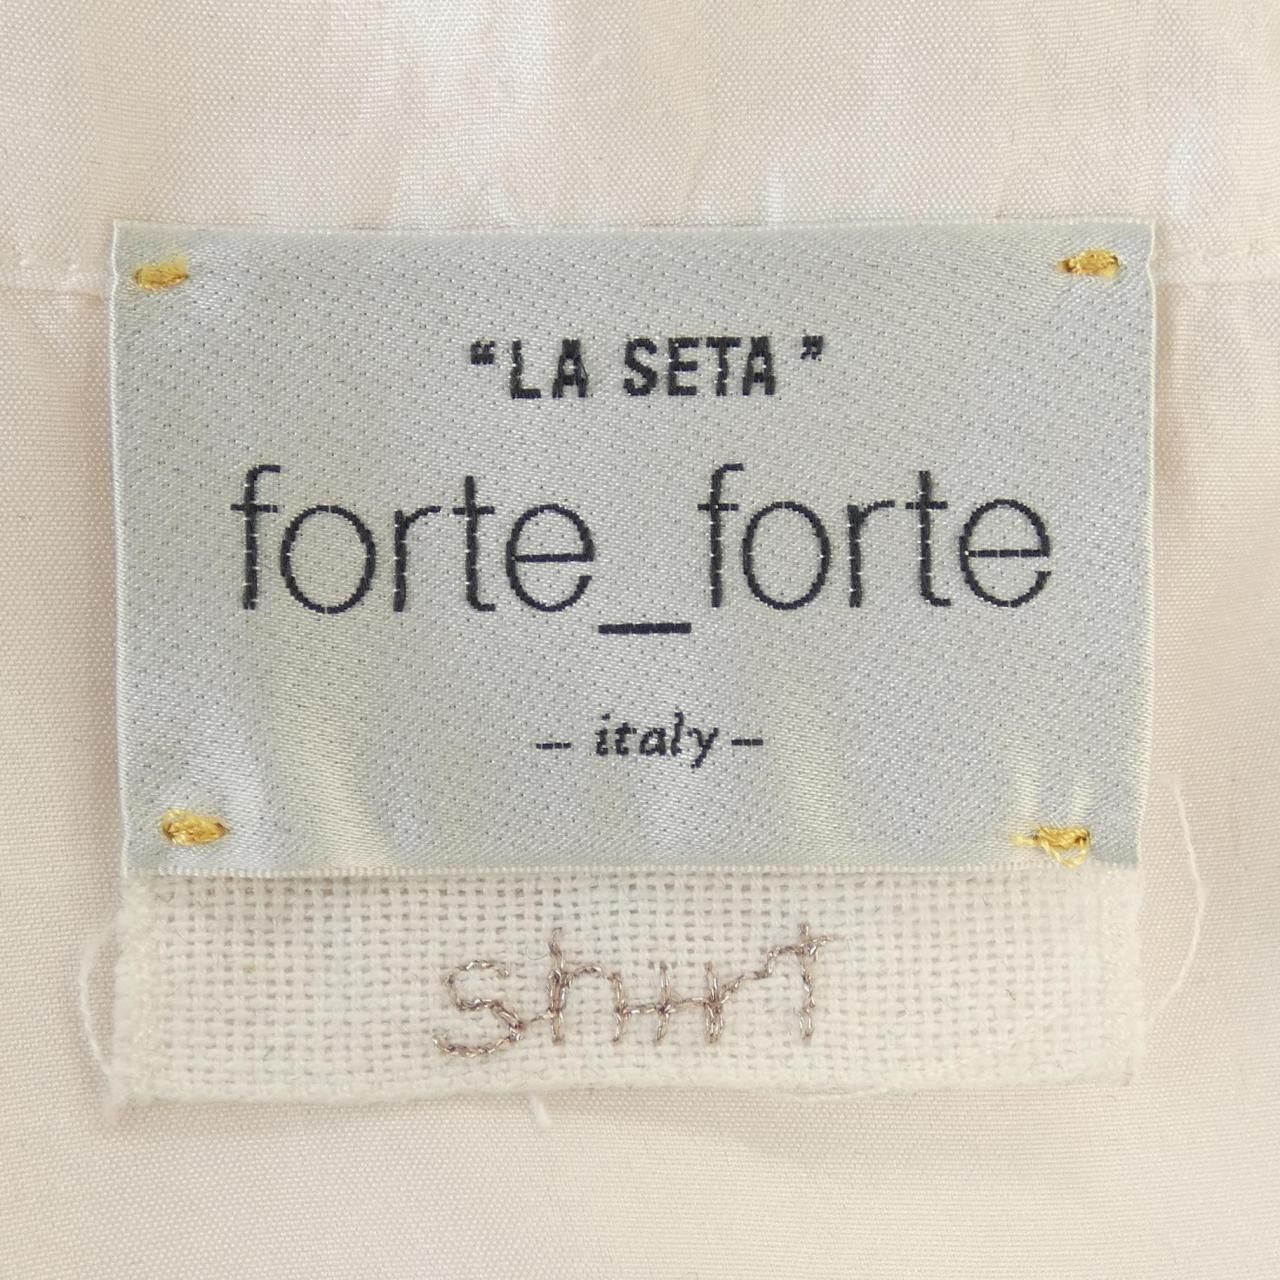 “LA SETA”
forte_forte
- italy -
shirt